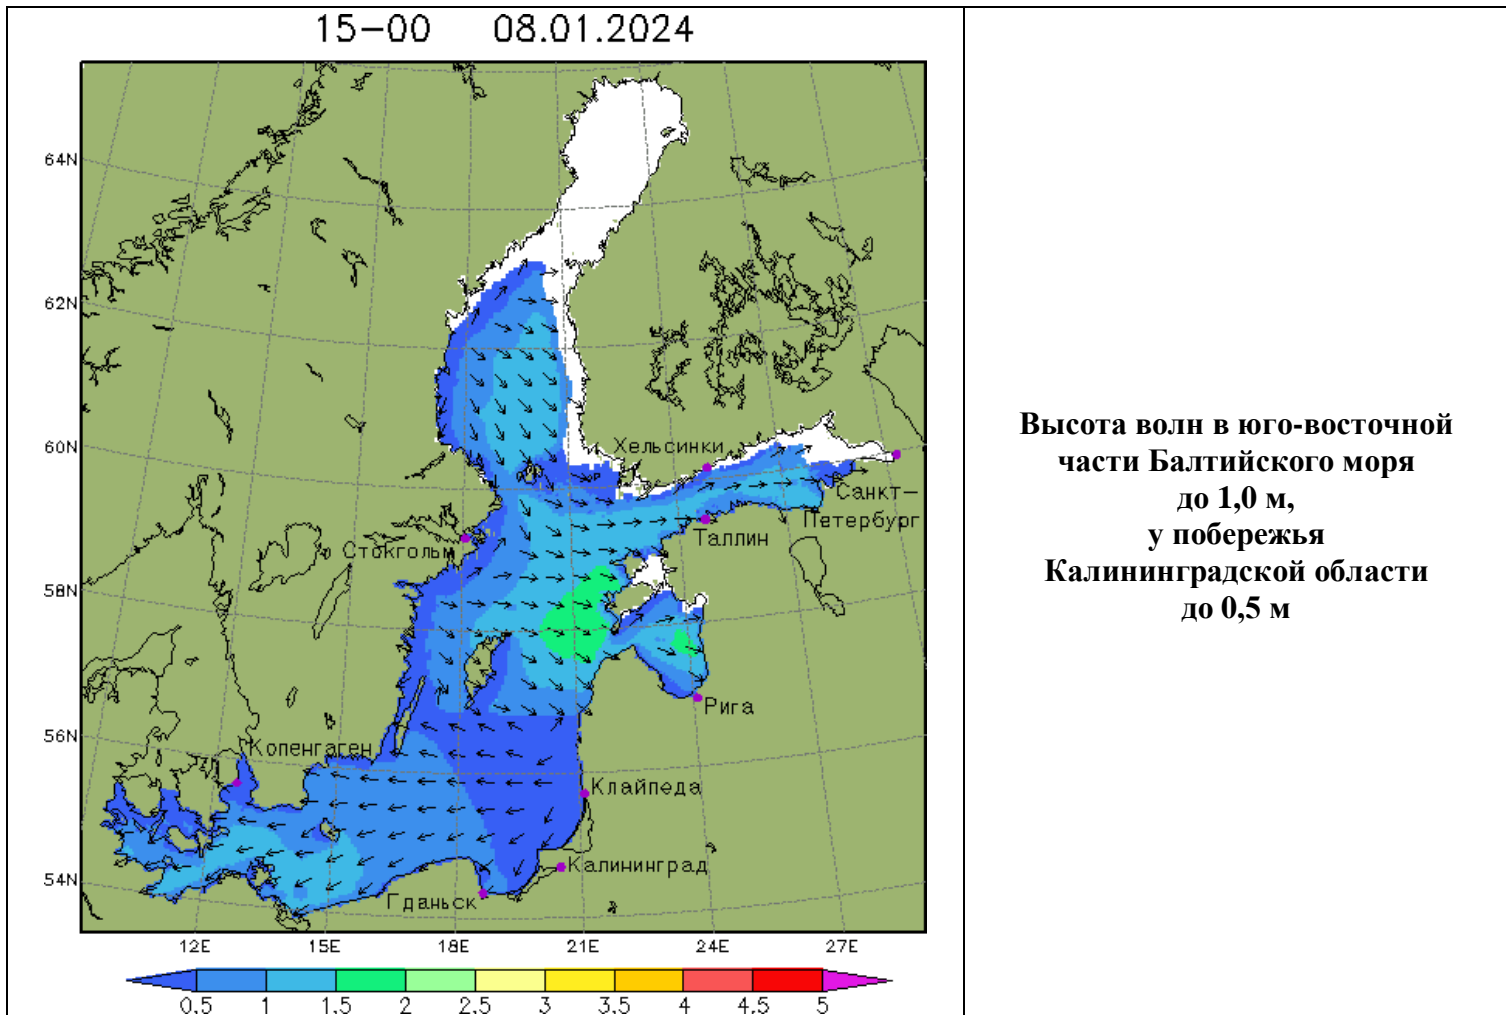 15-00 08.01.2024
64N
62N
60N
58N
56N
54N
Хельсинки
Санкт-
Петербург
Таллин
Стокгольм
Рига
Копенгаген
Клайпеда
Калининград
Гданьск
12E 15E 18E 21E 24E 27E
0,5 1 1,5 2 2,5 3 3,5 4 4,5 5
Высота волн в юго-восточной
части Балтийского моря
до 1,0 м,
у побережья
Калининградской области
до 0,5 м